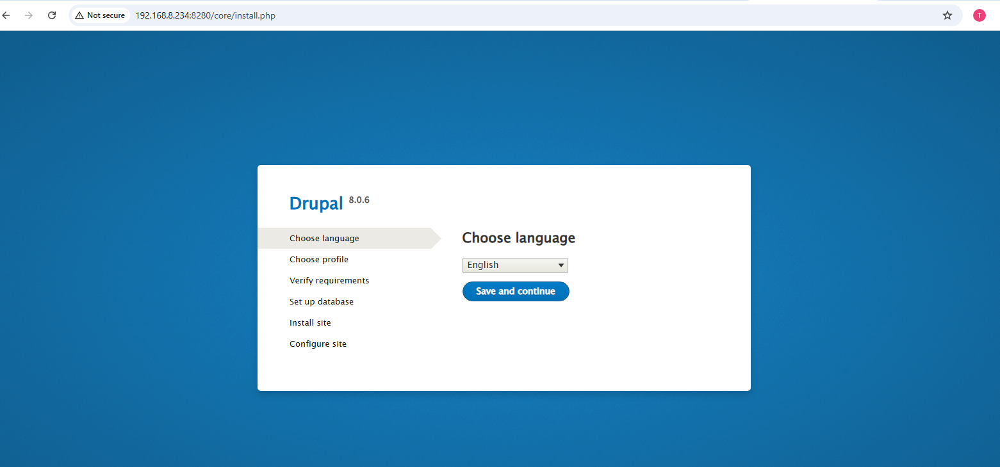 Not secure 192.168.8.234:8280/core/install.php
T
Drupal 8.0.6
Choose language
Choose profile
Verify requirements
Set up database
Install site
Configure site
Choose language
English
Save and continue